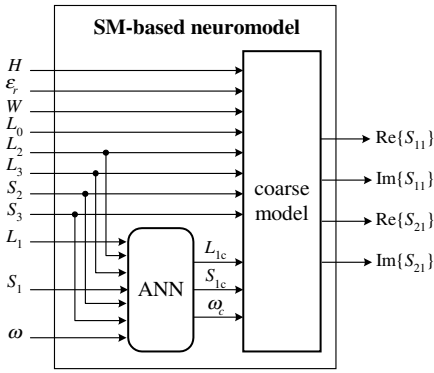 SM-based neuromodel
H
εr
W
L0
L2
L3
S2
S3
L1
S1
ω
ANN
L1c
S1c
ωc
coarse
model
Re{S11}
Im{S11}
Re{S21}
Im{S21}